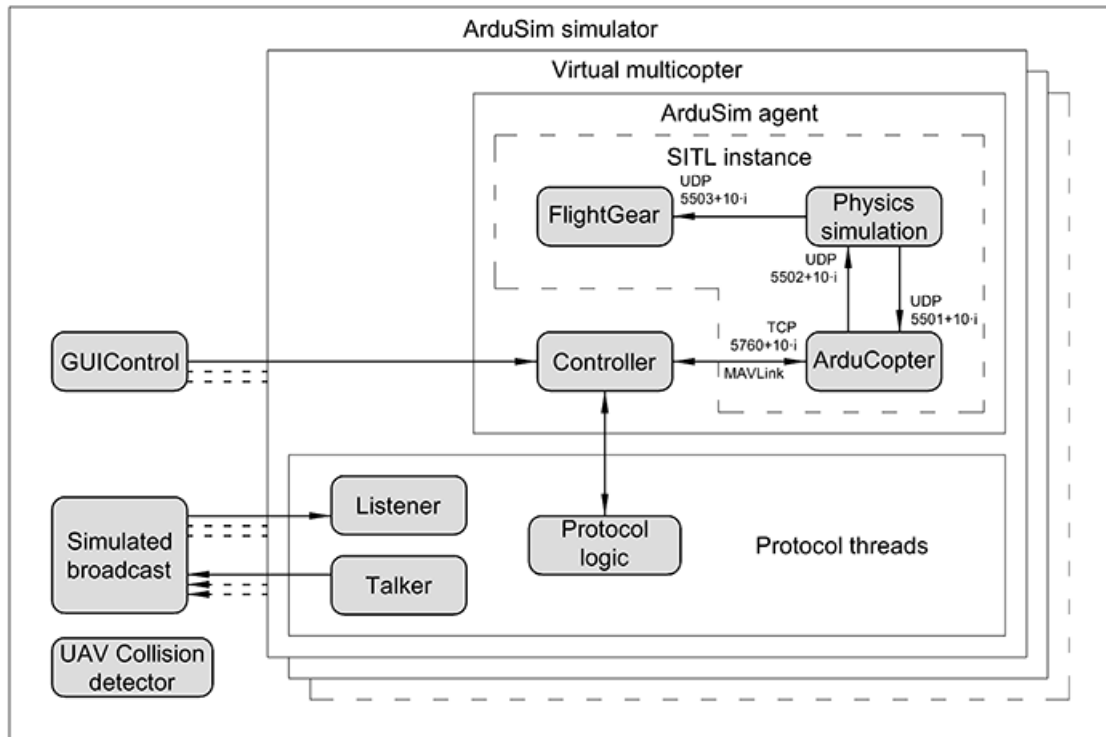 ArduSim simulator
Virtual multicopter
ArduSim agent
SITL instance
UDP
5503+10·i
FlightGear
Physics
simulation
UDP
5502+10·i
UDP
5501+10·i
TCP
5760+10·i
MAVLink
GUIControl
Controller
ArduCopter
Listener
Simulated
broadcast
Protocol
logic
Protocol threads
Talker
UAV Collision
detector